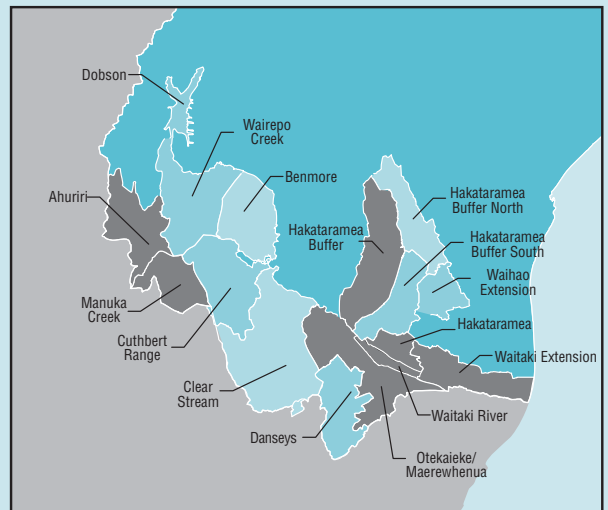 Dobson
Wairepo
Creek
Benmore
Ahuriri
Hakataramea
Buffer North
Hakataramea
Buffer
Hakataramea
Buffer South
Waihao
Extension
Manuka
Creek
Hakataramea
Cuthbert
Range
Waitaki Extension
Clear
Stream
Waitaki River
Danseys
Otekaieke/
Maerewhenua